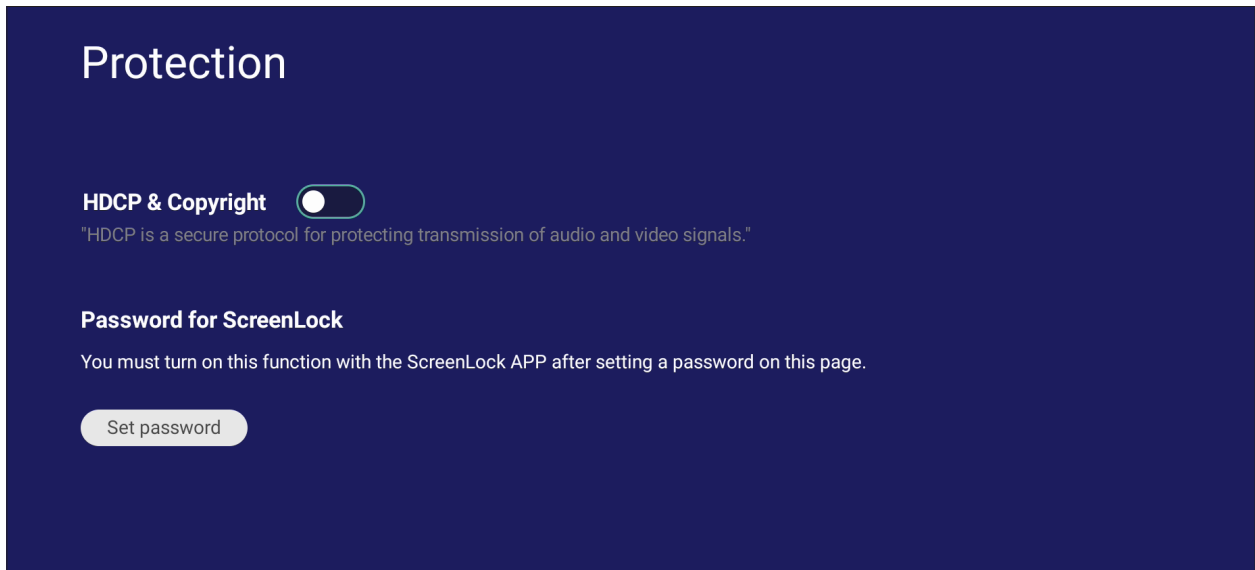 Protection
HDCP & Copyright
"HDCP is a secure protocol for protecting transmission of audio and video signals."
Password for ScreenLock
You must turn on this function with the ScreenLock APP after setting a password on this page.
Set password